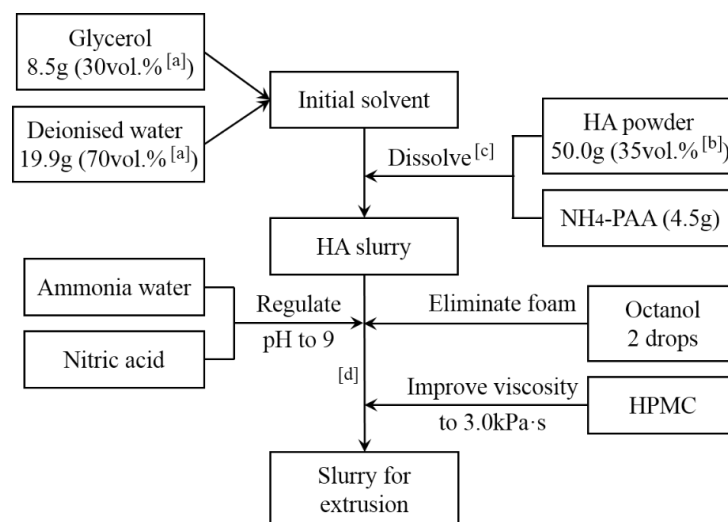 Glycerol
8.5g (30vol.% [a])
Deionised water
19.9g (70vol.% [a])
Initial solvent
HA powder
50.0g (35vol.% [b])
Dissolve [c]
NH4-PAA (4.5g)
HA slurry
Ammonia water
Nitric acid
Regulate
pH to 9
Eliminate foam
Octanol
2 drops
[d]
Improve viscosity
to 3.0kPa·s
HPMC
Slurry for
extrusion